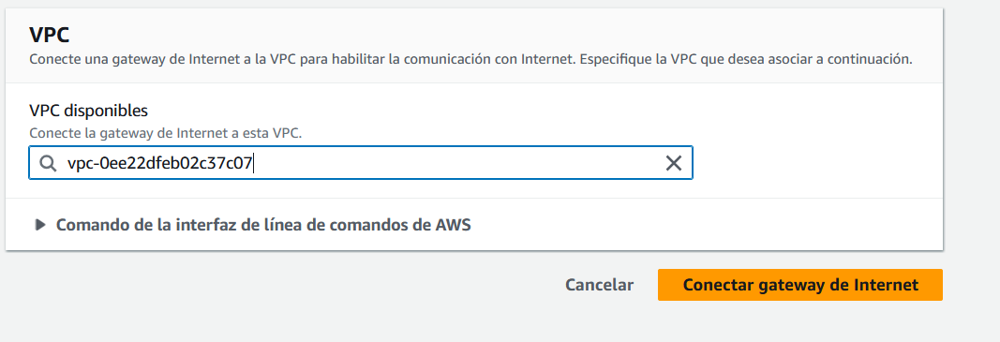 VPC
Conecte una gateway de Internet a la VPC para habilitar la comunicación con Internet. Especifique la VPC que desea asociar a continuación.
VPC disponibles
Conecte la gateway de Internet a esta VPC.
vpc-0ee22dfeb02c37c07
Comando de la interfaz de línea de comandos de AWS
Cancelar
Conectar gateway de Internet